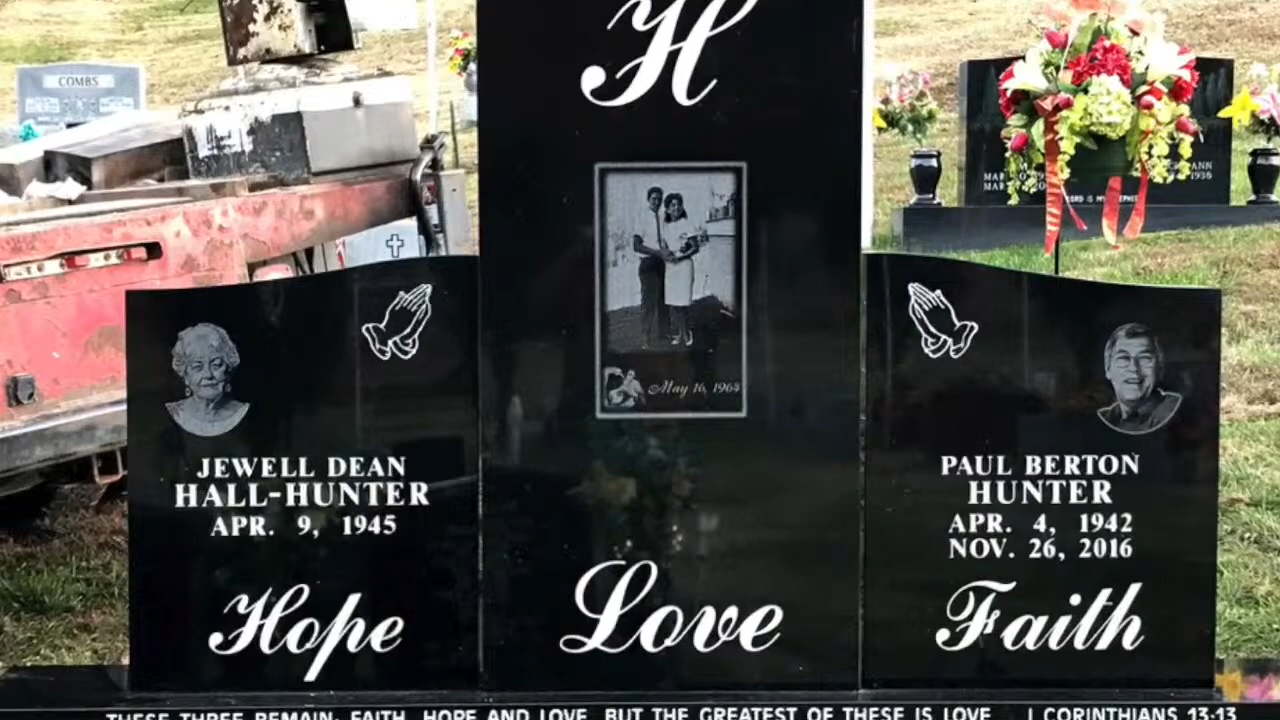 COMBS
H
May 16, 1964
JEWELL DEAN
HALL-HUNTER
APR. 9, 1945
Hope
Love
PAUL BERTON
HUNTER
APR. 4, 1942
NOV. 26, 2016
Faith
THESE THREE REMAIN: FAITH, HOPE AND LOVE. BUT THE GREATEST OF THESE IS LOVE. I CORINTHIANS 13:13